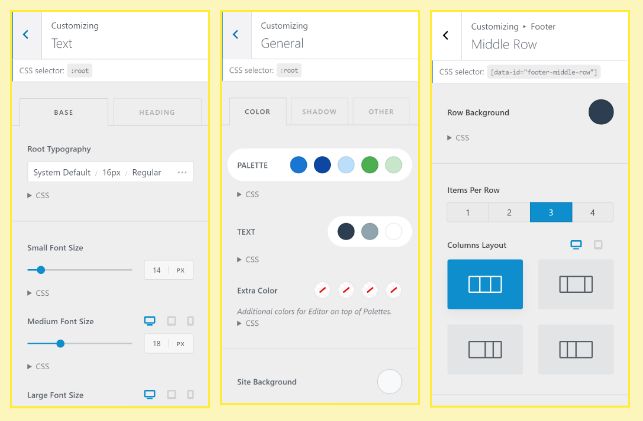 Customizing
Text
CSS selector: :root
BASE
HEADING
Root Typography
System Default / 16px / Regular ···
CSS
Small Font Size
14 PX
CSS
Medium Font Size
18 PX
CSS
Large Font Size
Customizing
General
CSS selector: :root
COLOR
SHADOW
OTHER
PALETTE
CSS
TEXT
CSS
Extra Color
Additional colors for Editor on top of Palettes.
CSS
Site Background
Customizing ‣ Footer
Middle Row
CSS selector: [data-id="footer-middle-row"]
Row Background
CSS
Items Per Row
1 2 3 4
Columns Layout